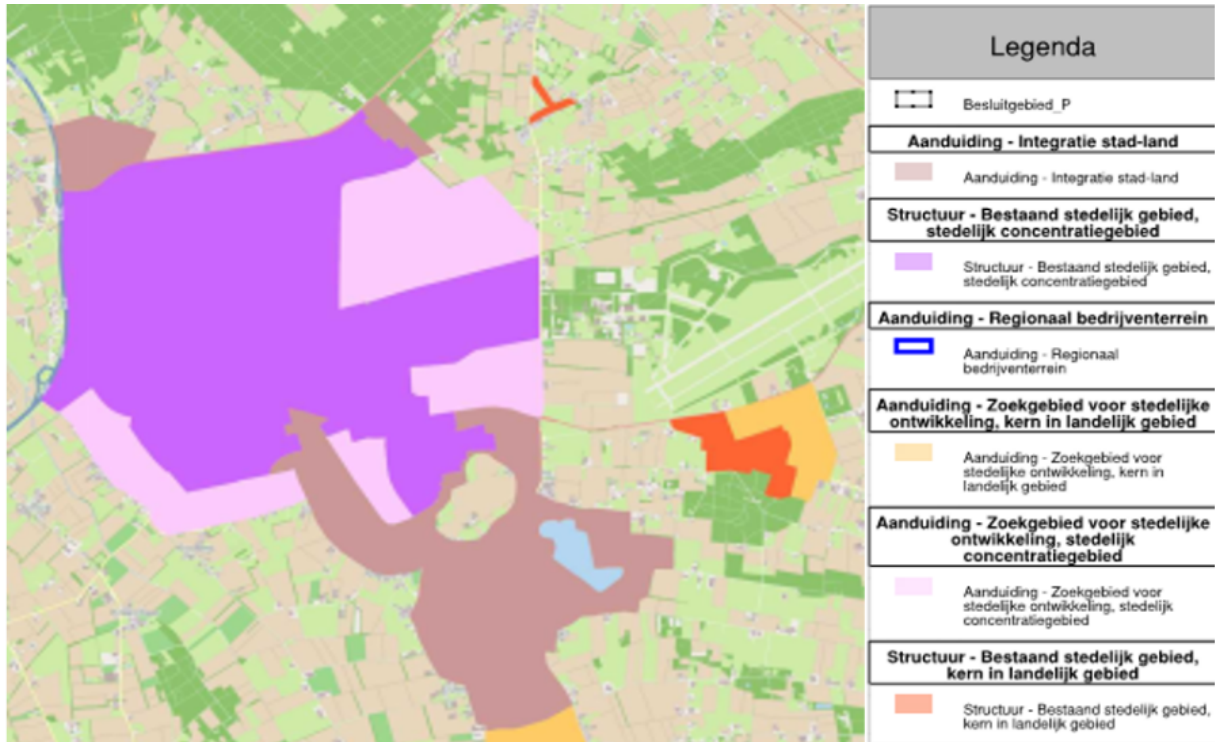 Legenda
Besluitgebied_P
Aanduiding - Integratie stad-land
Aanduiding - Integratie stad-land
Structuur - Bestaand stedelijk gebied,
stedelijk concentratiegebied
Structuur - Bestaand stedelijk gebied,
stedelijk concentratiegebied
Aanduiding - Regionaal bedrijventerrein
Aanduiding - Regionaal
bedrijventerrein
Aanduiding - Zoekgebied voor stedelijke
ontwikkeling, kern in landelijk gebied
Aanduiding - Zoekgebied voor
stedelijke ontwikkeling, kern in
landelijk gebied
Aanduiding - Zoekgebied voor stedelijke
ontwikkeling, stedelijk
concentratiegebied
Aanduiding - Zoekgebied voor
stedelijke ontwikkeling, stedelijk
concentratiegebied
Structuur - Bestaand stedelijk gebied,
kern in landelijk gebied
Structuur - Bestaand stedelijk gebied,
kern in landelijk gebied